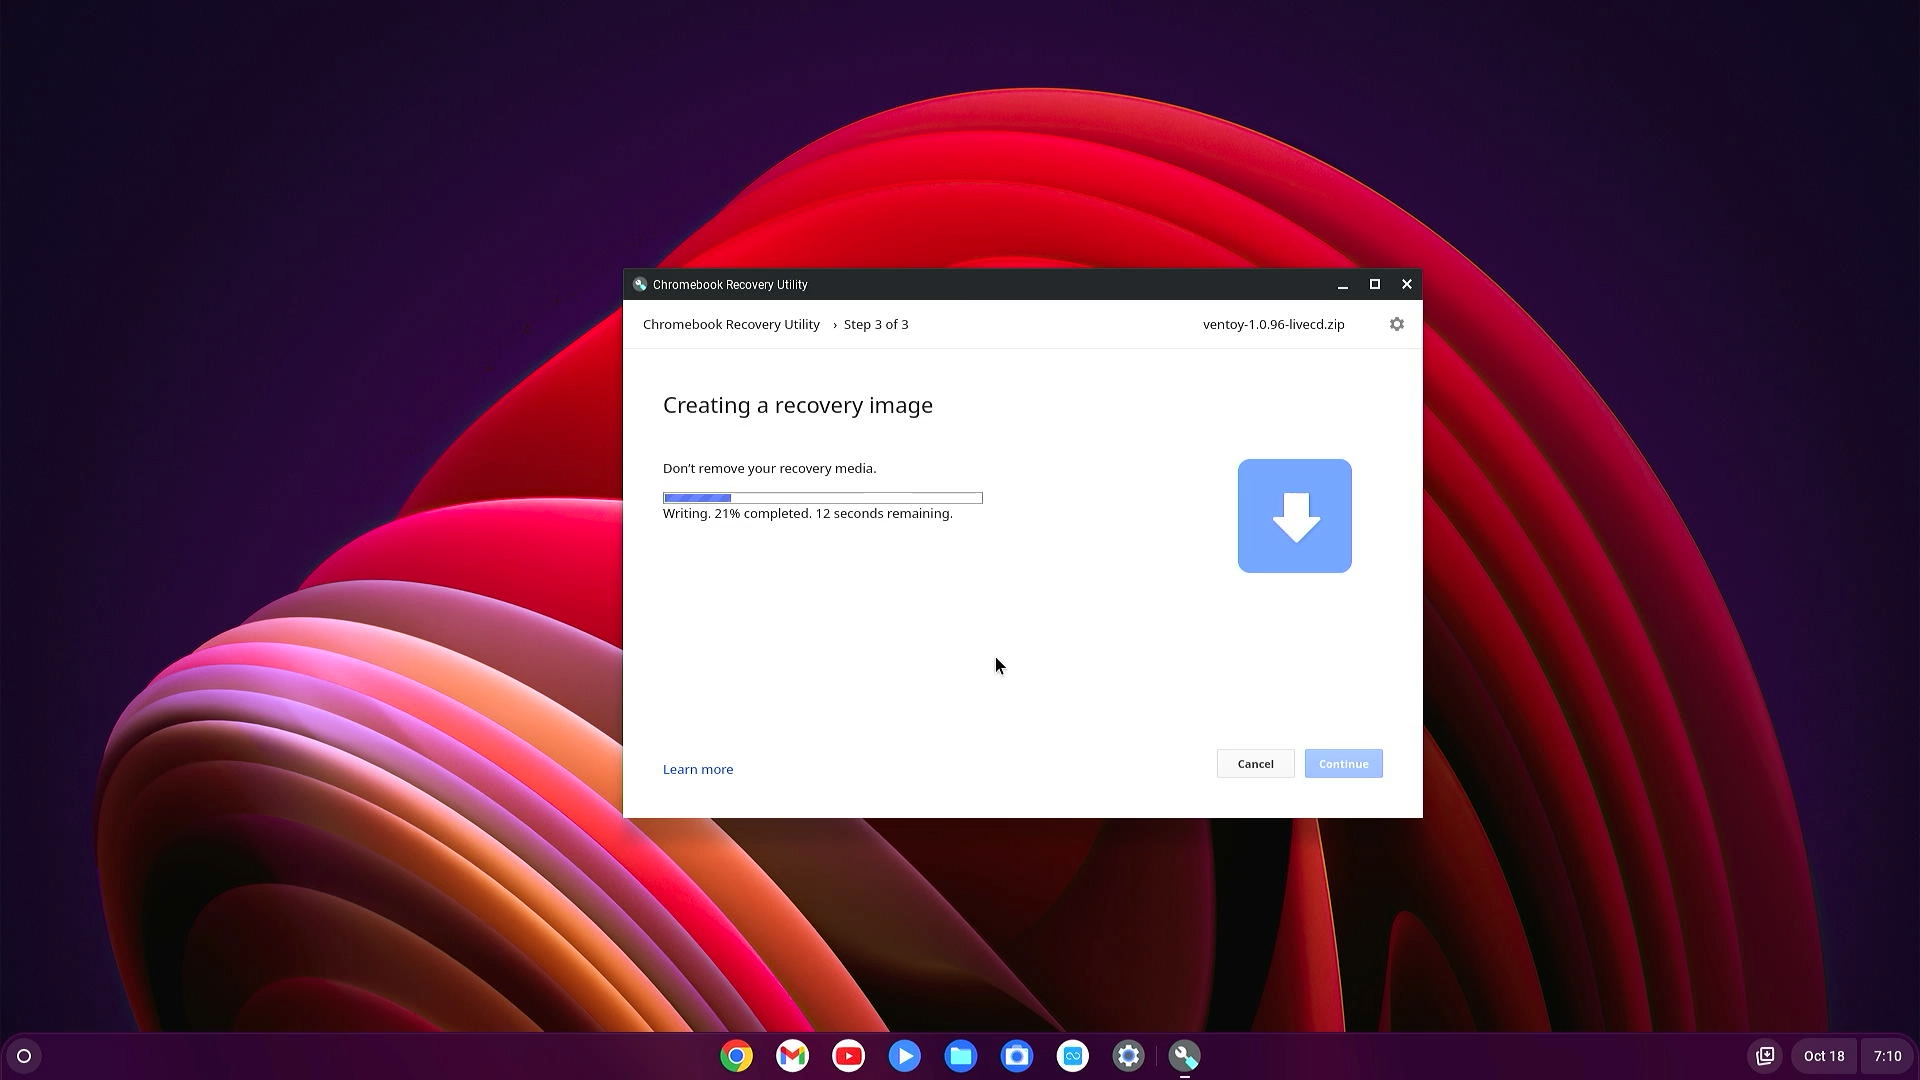 Chromebook Recovery Utility
Chromebook Recovery Utility › Step 3 of 3 ventoy-1.0.96-livecd.zip
Creating a recovery image
Don’t remove your recovery media.
Writing. 21% completed. 12 seconds remaining.
Learn more Cancel Continue
Oct 18 7:10